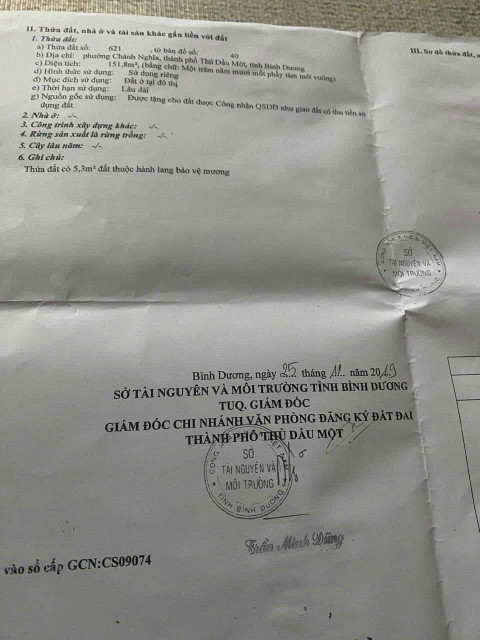 II. Thửa đất, nhà ở và tài sản khác gắn liền với đất
1. Thửa đất:
a) Thửa đất số: 621 , tờ bản đồ số: 40
b) Địa chỉ: phường Chánh Nghĩa, thành phố Thủ Dầu Một, tỉnh Bình Dương
c) Diện tích: 151,8m², (bằng chữ: Một trăm năm mươi mốt phẩy tám mét vuông)
d) Hình thức sử dụng: Sử dụng riêng
đ) Mục đích sử dụng: Đất ở tại đô thị
e) Thời hạn sử dụng: Lâu dài
g) Nguồn gốc sử dụng: Được tặng cho đất được Công nhận QSDĐ như giao đất có thu tiền sử
dụng đất
2. Nhà ở: -/-
3. Công trình xây dựng khác: -/-
4. Rừng sản xuất là rừng trồng: -/-
5. Cây lâu năm: -/-
6. Ghi chú:
Thửa đất có 5,3m² đất thuộc hành lang bảo vệ mương
III. Sơ đồ thửa đất,
CỘNG HÒA X.H.C.N VIỆT NAM
SỞ
TÀI NGUYÊN VÀ
MÔI TRƯỜNG
TỈNH BÌNH DƯƠNG
Bình Dương, ngày 25 tháng 11 năm 2019
SỞ TÀI NGUYÊN VÀ MÔI TRƯỜNG TỈNH BÌNH DƯƠNG
TUQ. GIÁM ĐỐC
GIÁM ĐỐC CHI NHÁNH VĂN PHÒNG ĐĂNG KÝ ĐẤT ĐAI
THÀNH PHỐ THỦ DẦU MỘT
SỞ
TÀI NGUYÊN VÀ
MÔI TRƯỜNG
TỈNH BÌNH DƯƠNG
Trần Minh Dũng
vào sổ cấp GCN:CS09074